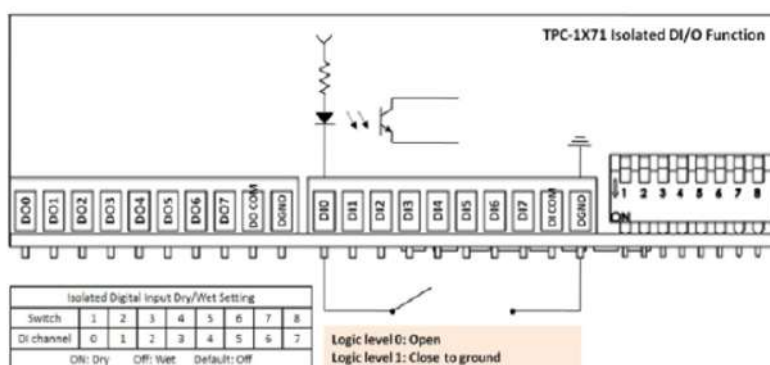 TPC-1X71 Isolated DI/O Function
DO0 DO1 DO2 DO3 DO4 DO5 DO6 DO7 DO COM DGND
DI0 DI1 DI2 DI3 DI4 DI5 DI6 DI7 DI COM DGND
1 2 3 4 5 6 7 8
ON
Isolated Digital Input Dry/Wet Setting
Switch 1 2 3 4 5 6 7 8
DI channel 0 1 2 3 4 5 6 7
ON: Dry Off: Wet Default: Off
Logic level 0: Open
Logic level 1: Close to ground